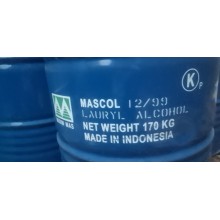 MASCOL 12/99
LAURYL ALCOHOL
NET WEIGHT 170 KG
MADE IN INDONESIA
K P